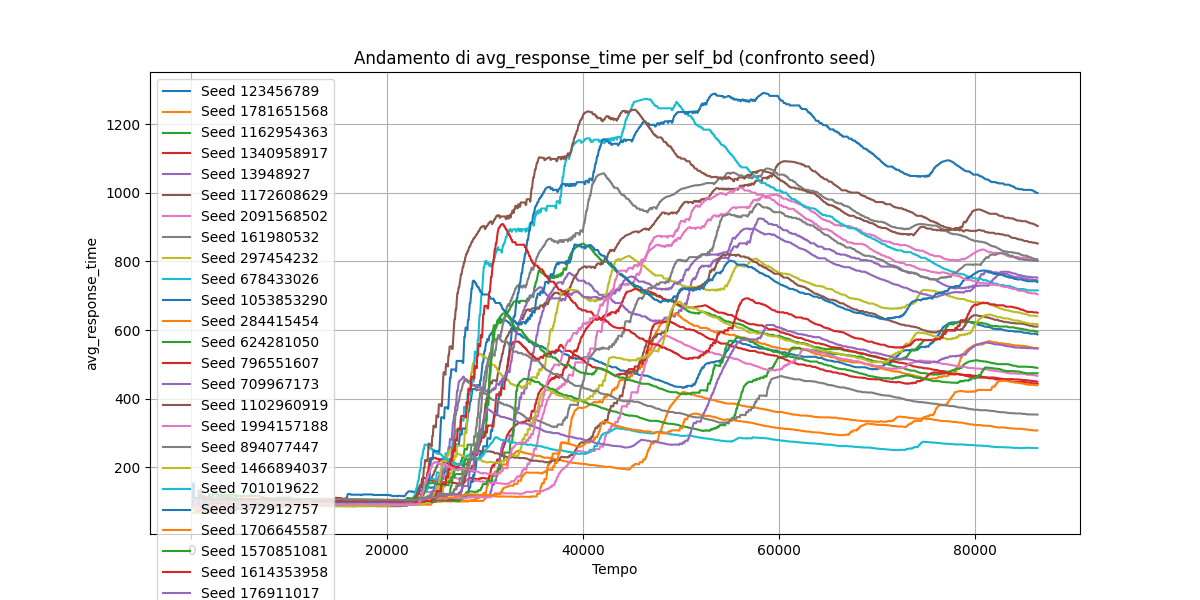 Andamento di avg_response_time per self_bd (confronto seed)
avg_response_time
1200
1000
800
600
400
200
Seed 123456789
Seed 1781651568
Seed 1162954363
Seed 1340958917
Seed 13948927
Seed 1172608629
Seed 2091568502
Seed 161980532
Seed 297454232
Seed 678433026
Seed 1053853290
Seed 284415454
Seed 624281050
Seed 796551607
Seed 709967173
Seed 1102960919
Seed 1994157188
Seed 894077447
Seed 1466894037
Seed 701019622
Seed 372912757
Seed 1706645587
Seed 1570851081
Seed 1614353958
Seed 176911017
0 20000 40000 60000 80000
Tempo